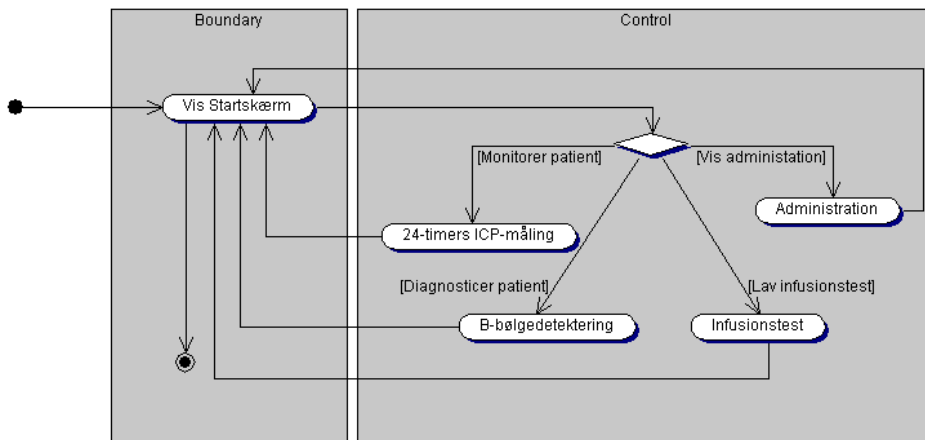 Boundary
Control
Vis Startskærm
[Monitorer patient]
[Vis administation]
Administration
24-timers ICP-måling
[Diagnosticer patient]
[Lav infusionstest]
B-bølgedetektering
Infusionstest